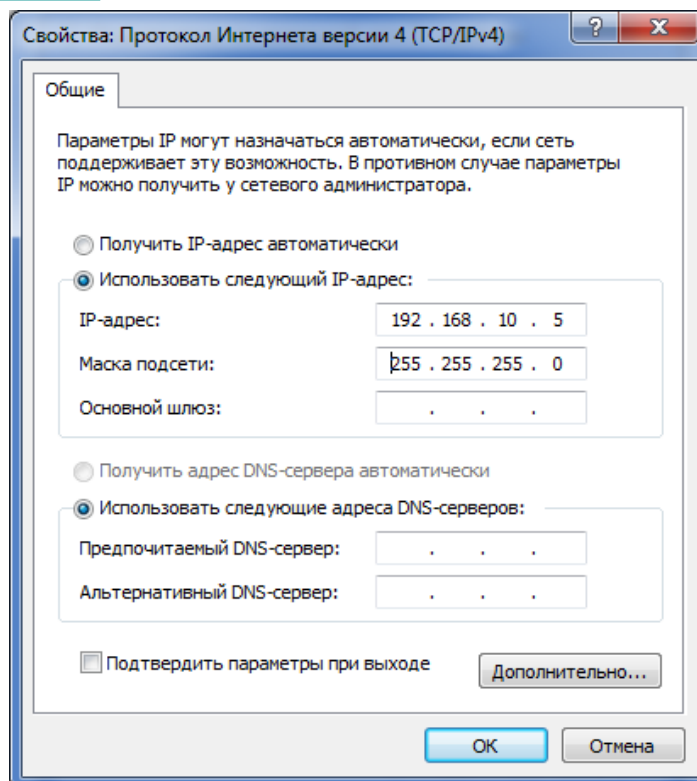 Свойства: Протокол Интернета версии 4 (TCP/IPv4)
?
Общие
Параметры IP могут назначаться автоматически, если сеть
поддерживает эту возможность. В противном случае параметры
IP можно получить у сетевого администратора.
Получить IP-адрес автоматически
Использовать следующий IP-адрес:
IP-адрес: 192 . 168 . 10 . 5
Маска подсети: 255 . 255 . 255 . 0
Основной шлюз: . . .
Получить адрес DNS-сервера автоматически
Использовать следующие адреса DNS-серверов:
Предпочитаемый DNS-сервер: . . .
Альтернативный DNS-сервер: . . .
Подтвердить параметры при выходе
Дополнительно...
ОК Отмена